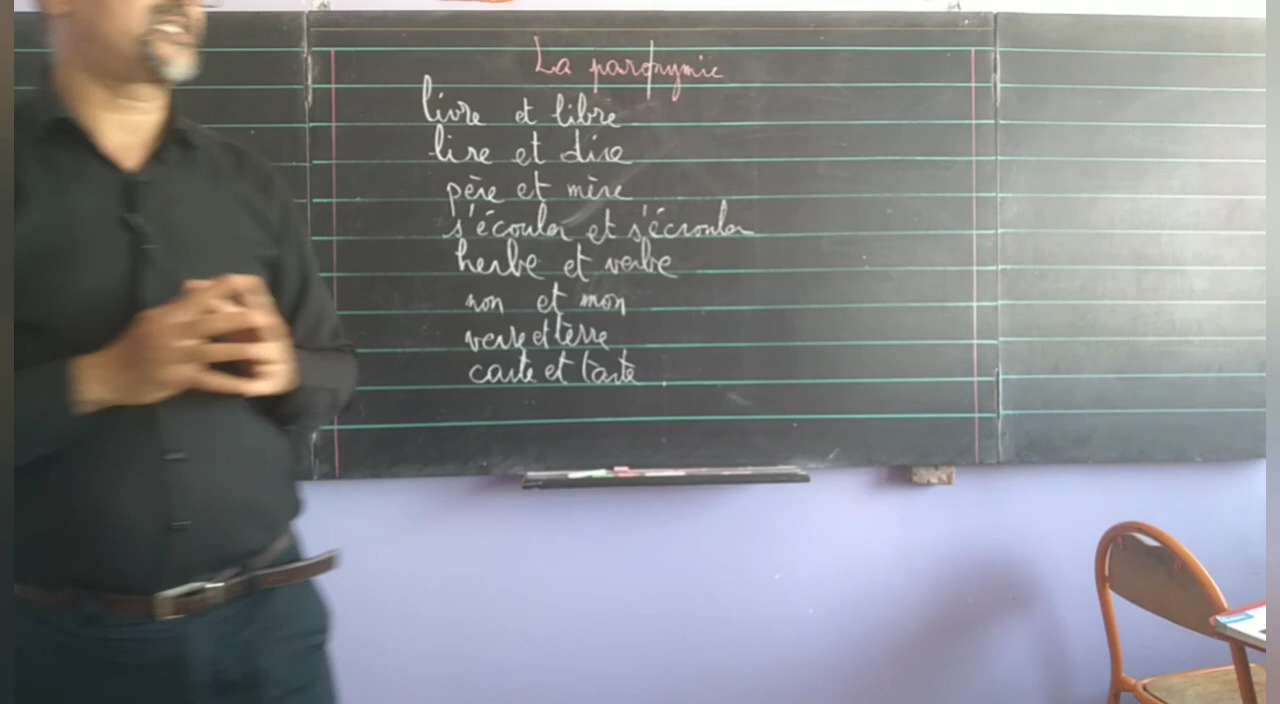 La paronymie
livre et libre
lire et dire
père et mère
s'écouler et s'écrouler
herbe et verbe
non et mon
verre et terre
carte et tarte